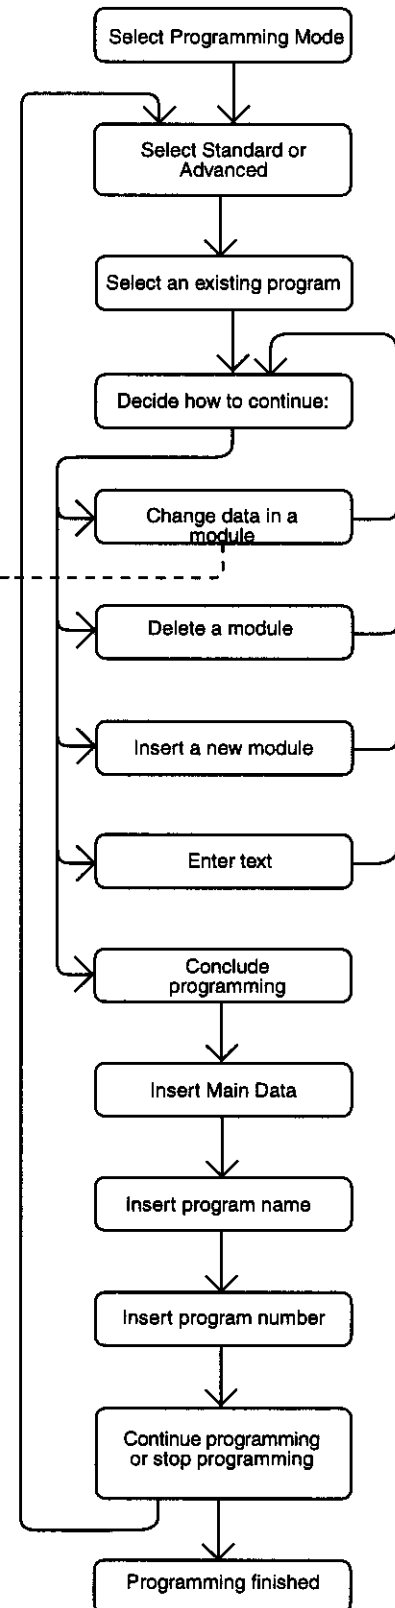 Select Programming Mode
Select Standard or
Advanced
Select an existing program
Decide how to continue:
Change data in a
module
Delete a module
Insert a new module
Enter text
Conclude
programming
Insert Main Data
Insert program name
Insert program number
Continue programming
or stop programming
Programming finished